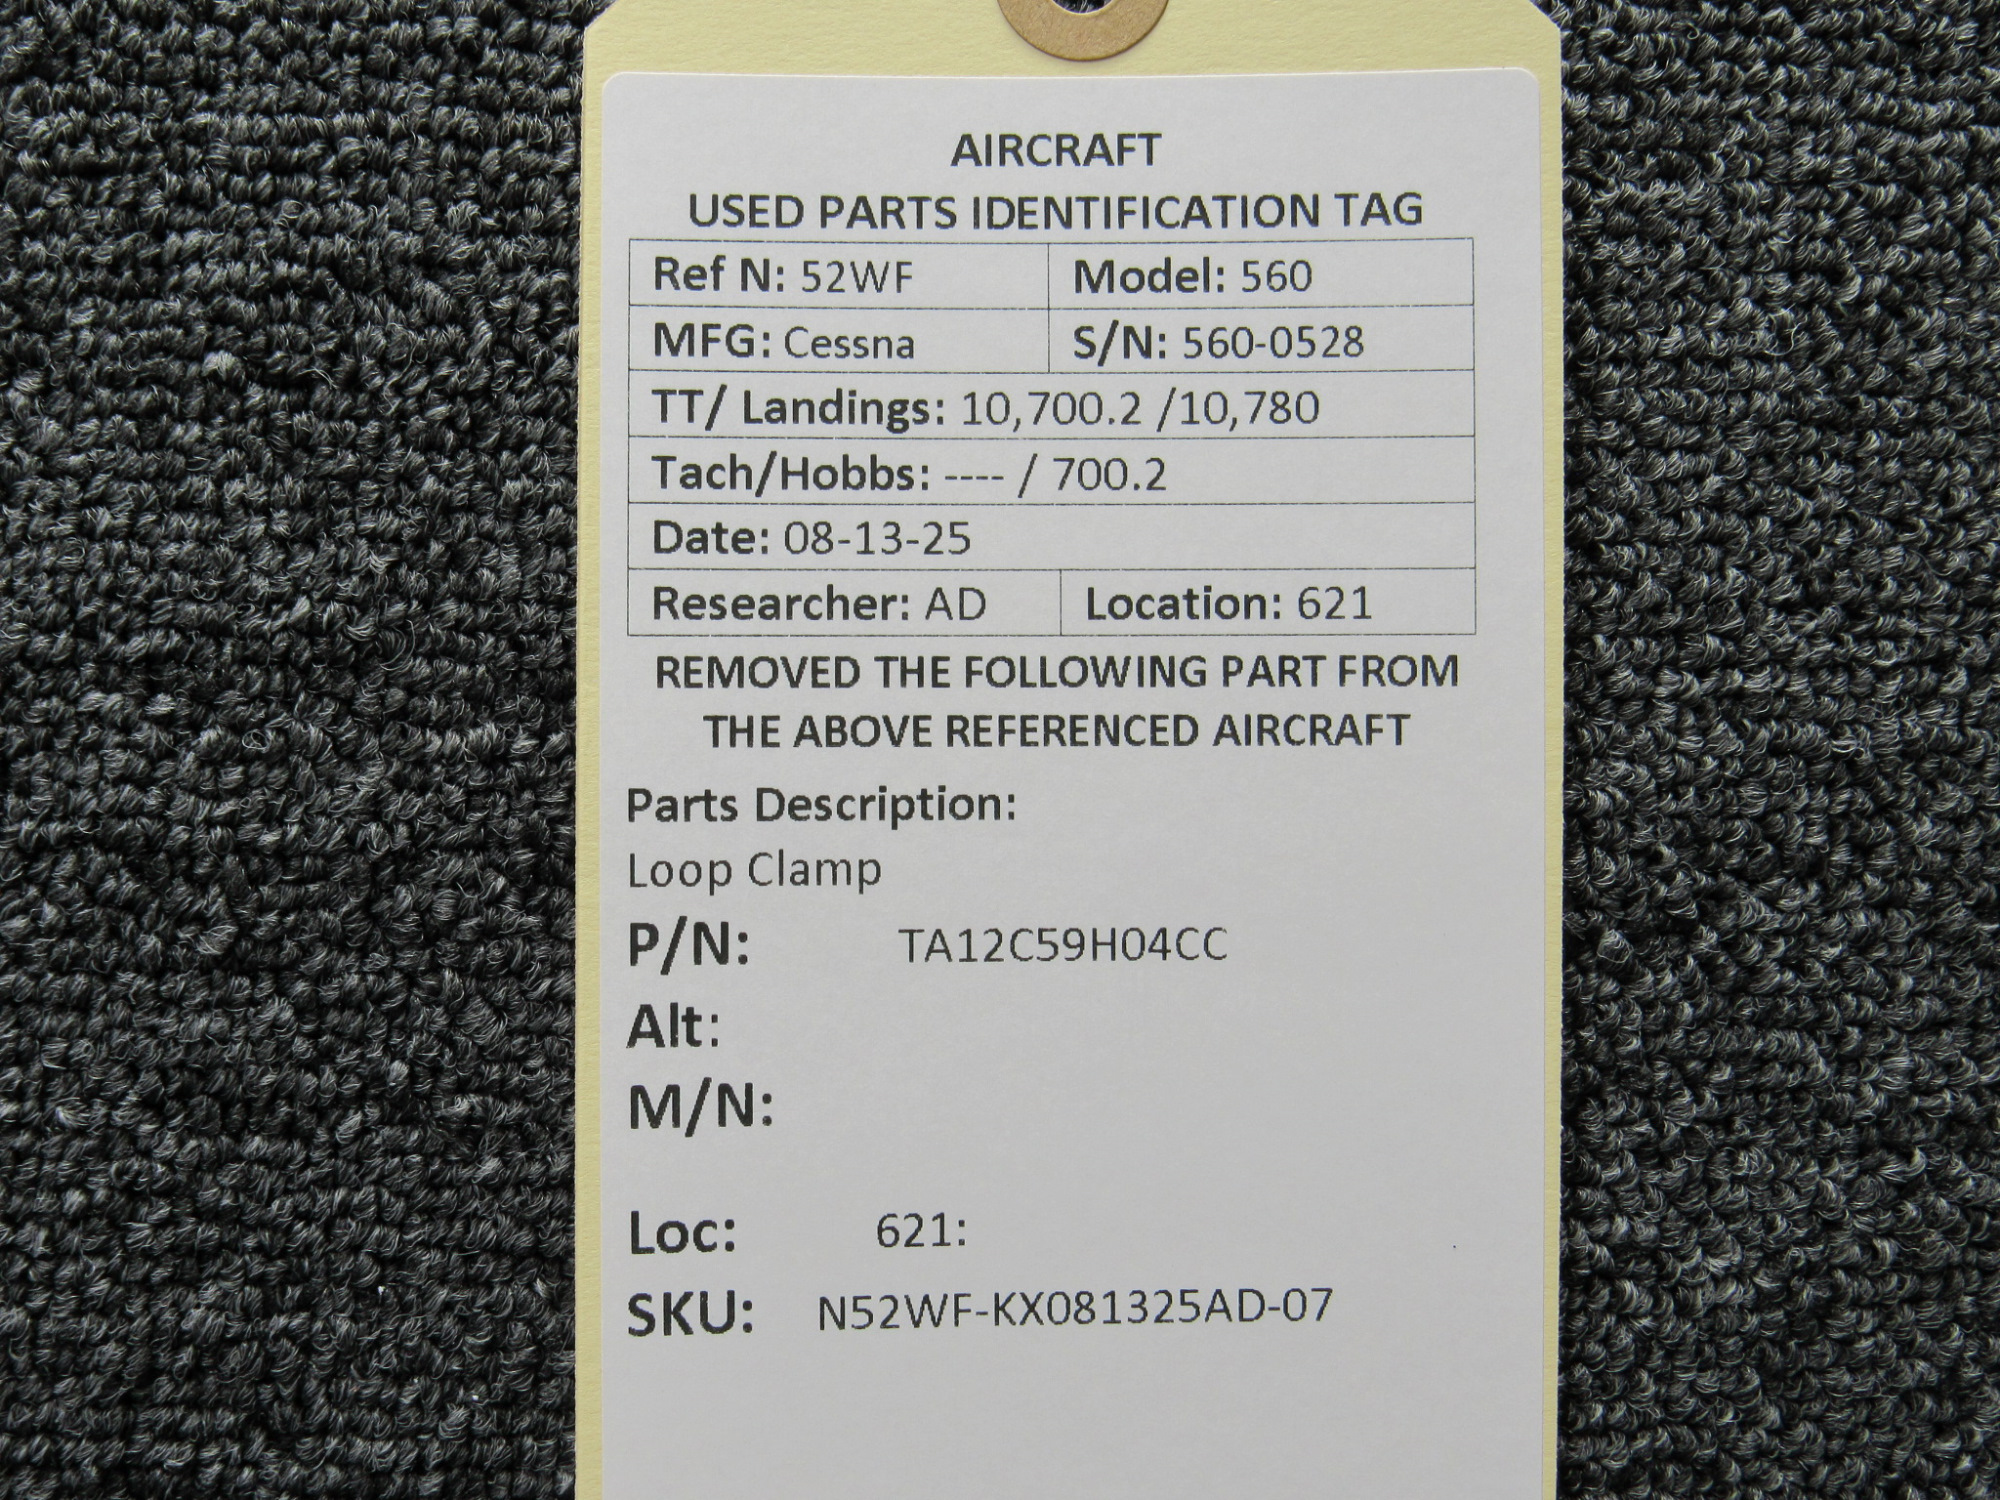 AIRCRAFT
USED PARTS IDENTIFICATION TAG
Ref N: 52WF Model: 560
MFG: Cessna S/N: 560-0528
TT/ Landings: 10,700.2 /10,780
Tach/Hobbs: ---- / 700.2
Date: 08-13-25
Researcher: AD Location: 621
REMOVED THE FOLLOWING PART FROM
THE ABOVE REFERENCED AIRCRAFT
Parts Description:
Loop Clamp
P/N: TA12C59H04CC
Alt:
M/N:
Loc: 621:
SKU: N52WF-KX081325AD-07